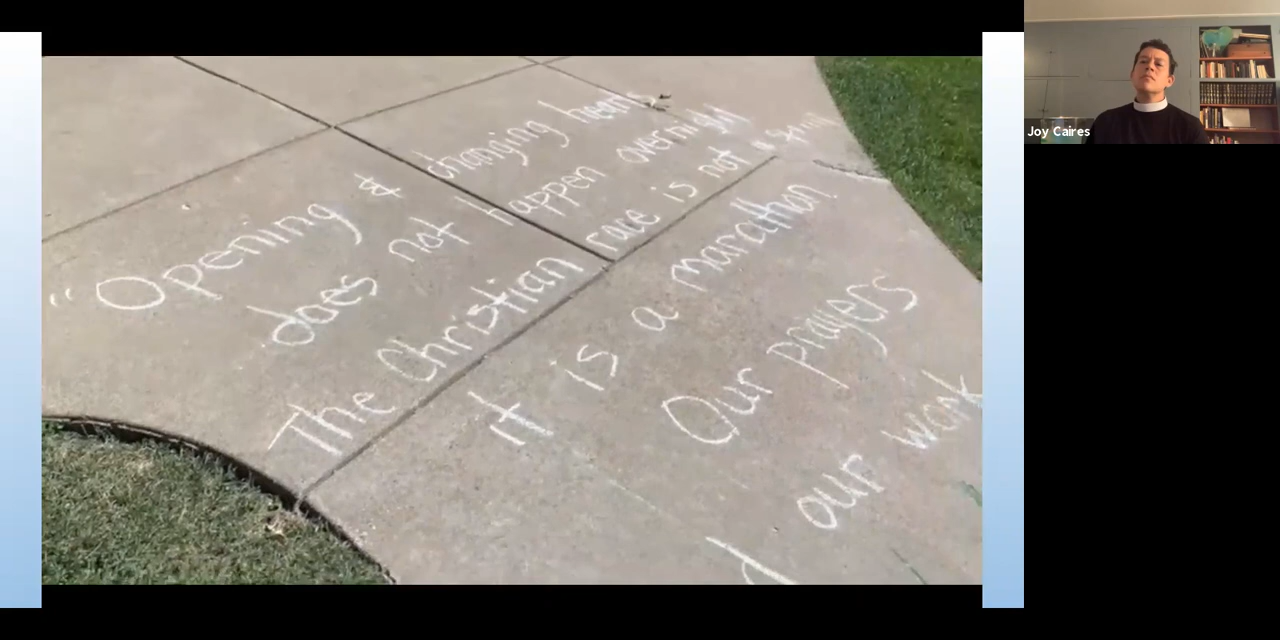 "Opening & changing hearts
does not happen overnight
The Christian race is not a
it is a marathon
Our prayers
our work
Joy Caires